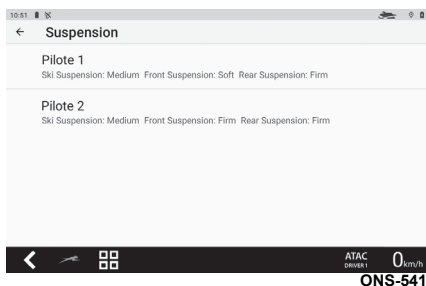 10:51
Suspension
Pilote 1
Ski Suspension: Medium Front Suspension: Soft Rear Suspension: Firm
Pilote 2
Ski Suspension: Medium Front Suspension: Firm Rear Suspension: Firm
ATAC
DRIVER 1
0km/h
ONS-541